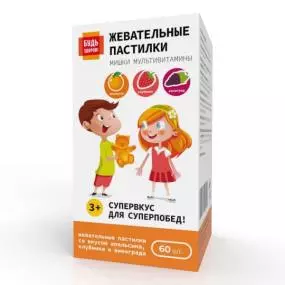 БУДЬ
ЗДОРОВ!
ЖЕВАТЕЛЬНЫЕ
ПАСТИЛКИ
МИШКИ МУЛЬТИВИТАМИНЫ
апельсин
клубника
виноград
3+
СУПЕРВКУС
ДЛЯ СУПЕРПОБЕД!
жевательные пастилки
со вкусом апельсина,
клубники и винограда
60 шт.